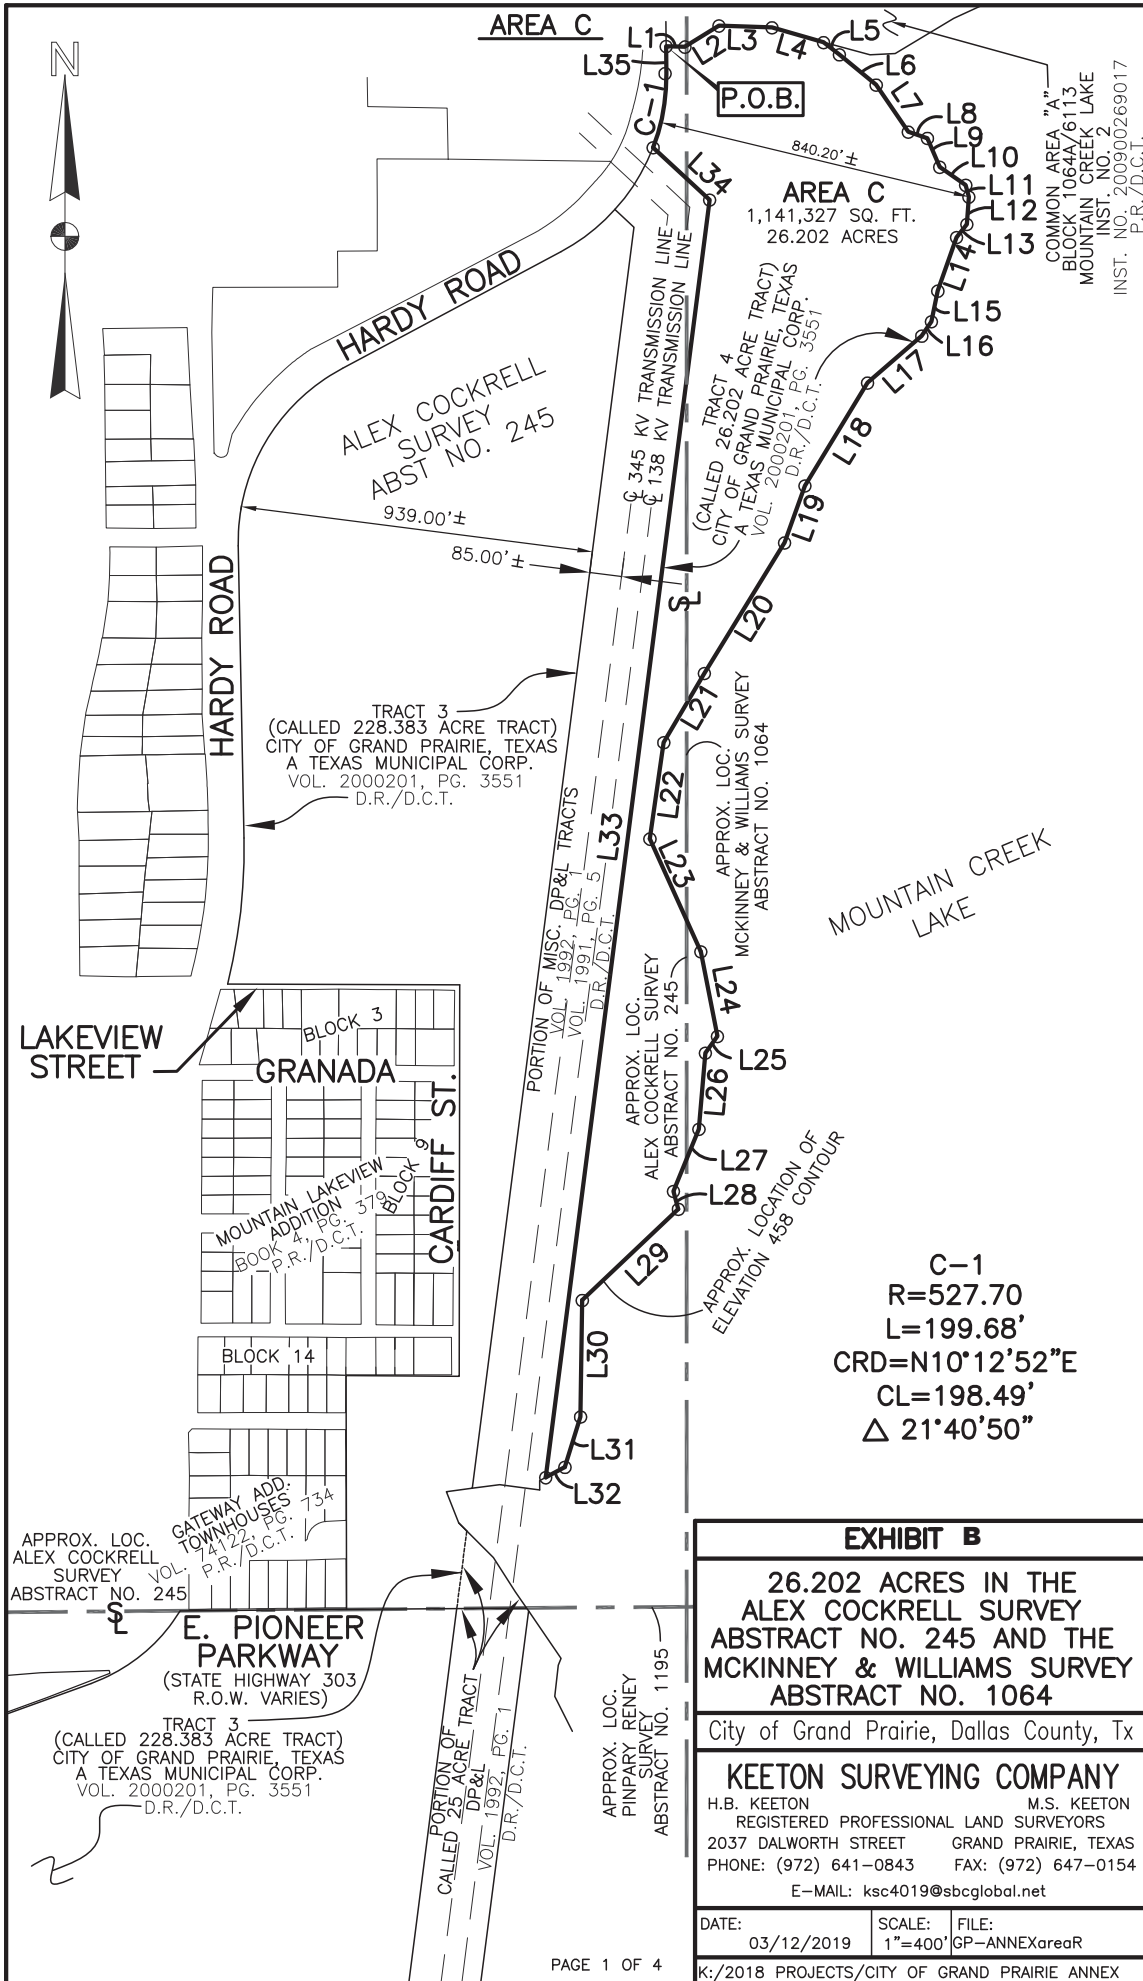 AREA C
N
L1
L2
L3
L4
L5
L6
L7
L8
L9
L10
L11
L12
L13
L14
L15
L16
L17
L18
L19
L20
L21
L22
L23
L24
L25
L26
L27
L28
L29
L30
L31
L32
L33
L34
L35
C-1
P.O.B.
840.20'±
AREA C
1,141,327 SQ. FT.
26.202 ACRES
COMMON AREA "A"
BLOCK 1064A/6113
MOUNTAIN CREEK LAKE
INST. NO. 2
INST. NO. 200900269017
P.R./D.C.T.
HARDY ROAD
ALEX COCKRELL
SURVEY
ABST NO. 245
345 KV TRANSMISSION LINE
138 KV TRANSMISSION LINE
TRACT 4
(CALLED 26.202 ACRE TRACT)
CITY OF GRAND PRAIRIE, TEXAS
A TEXAS MUNICIPAL CORP.
VOL. 2000201, PG. 3551
D.R./D.C.T.
939.00'±
85.00'±
SL
HARDY ROAD
TRACT 3
(CALLED 228.383 ACRE TRACT)
CITY OF GRAND PRAIRIE, TEXAS
A TEXAS MUNICIPAL CORP.
VOL. 2000201, PG. 3551
D.R./D.C.T.
PORTION OF MISC. DP&L TRACTS
VOL. 1992, PG. 1
VOL. 1991, PG. 5
D.R./D.C.T.
APPROX. LOC.
MCKINNEY & WILLIAMS SURVEY
ABSTRACT NO. 1064
MOUNTAIN CREEK
LAKE
APPROX. LOC.
ALEX COCKRELL SURVEY
ABSTRACT NO. 245
LAKEVIEW
STREET
BLOCK 3
GRANADA
CARDIFF ST.
BLOCK 9
MOUNTAIN LAKEVIEW
ADDITION
BOOK 4, PG. 379
P.R./D.C.T.
BLOCK 14
APPROX. LOCATION OF
ELEVATION 458 CONTOUR
C-1
R=527.70
L=199.68'
CRD=N10°12'52"E
CL=198.49'
△ 21°40'50"
GATEWAY ADD.
TOWNHOUSES
VOL. 74122, PG. 734
P.R./D.C.T.
APPROX. LOC.
ALEX COCKRELL
SURVEY
ABSTRACT NO. 245
SL
E. PIONEER
PARKWAY
(STATE HIGHWAY 303
R.O.W. VARIES)
TRACT 3
(CALLED 228.383 ACRE TRACT)
CITY OF GRAND PRAIRIE, TEXAS
A TEXAS MUNICIPAL CORP.
VOL. 2000201, PG. 3551
D.R./D.C.T.
PORTION OF
CALLED 25 ACRE TRACT
DP&L
VOL. 1992, PG. 1
D.R./D.C.T.
APPROX. LOC.
PINPARY RENEY
SURVEY
ABSTRACT NO. 1195
EXHIBIT B
26.202 ACRES IN THE
ALEX COCKRELL SURVEY
ABSTRACT NO. 245 AND THE
MCKINNEY & WILLIAMS SURVEY
ABSTRACT NO. 1064
City of Grand Prairie, Dallas County, Tx
KEETON SURVEYING COMPANY
H.B. KEETON M.S. KEETON
REGISTERED PROFESSIONAL LAND SURVEYORS
2037 DALWORTH STREET GRAND PRAIRIE, TEXAS
PHONE: (972) 641-0843 FAX: (972) 647-0154
E-MAIL: ksc4019@sbcglobal.net
DATE: SCALE: FILE:
03/12/2019 1"=400' GP-ANNEXareaR
PAGE 1 OF 4
K:/2018 PROJECTS/CITY OF GRAND PRAIRIE ANNEX